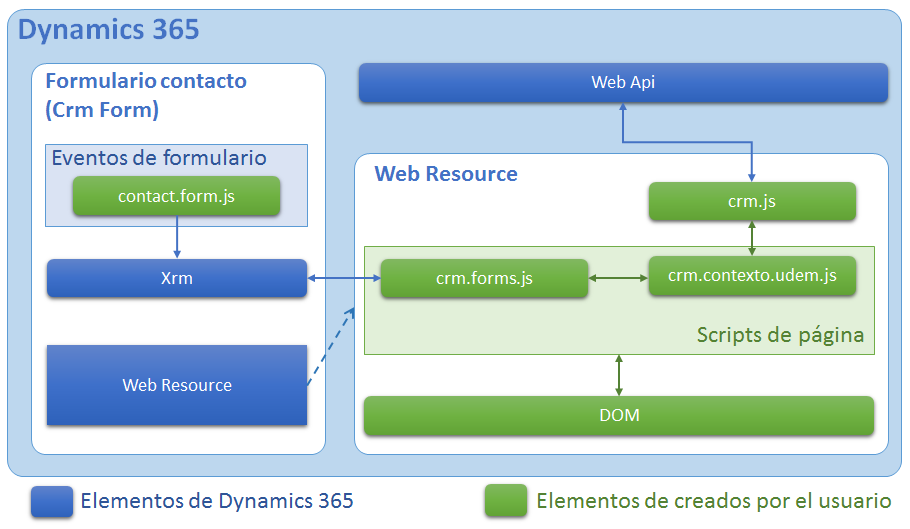 Dynamics 365
Formulario contacto
(Crm Form)
Eventos de formulario
contact.form.js
Xrm
Web Resource
Web Api
Web Resource
crm.js
crm.forms.js
crm.contexto.udem.js
Scripts de página
DOM
Elementos de Dynamics 365
Elementos de creados por el usuario